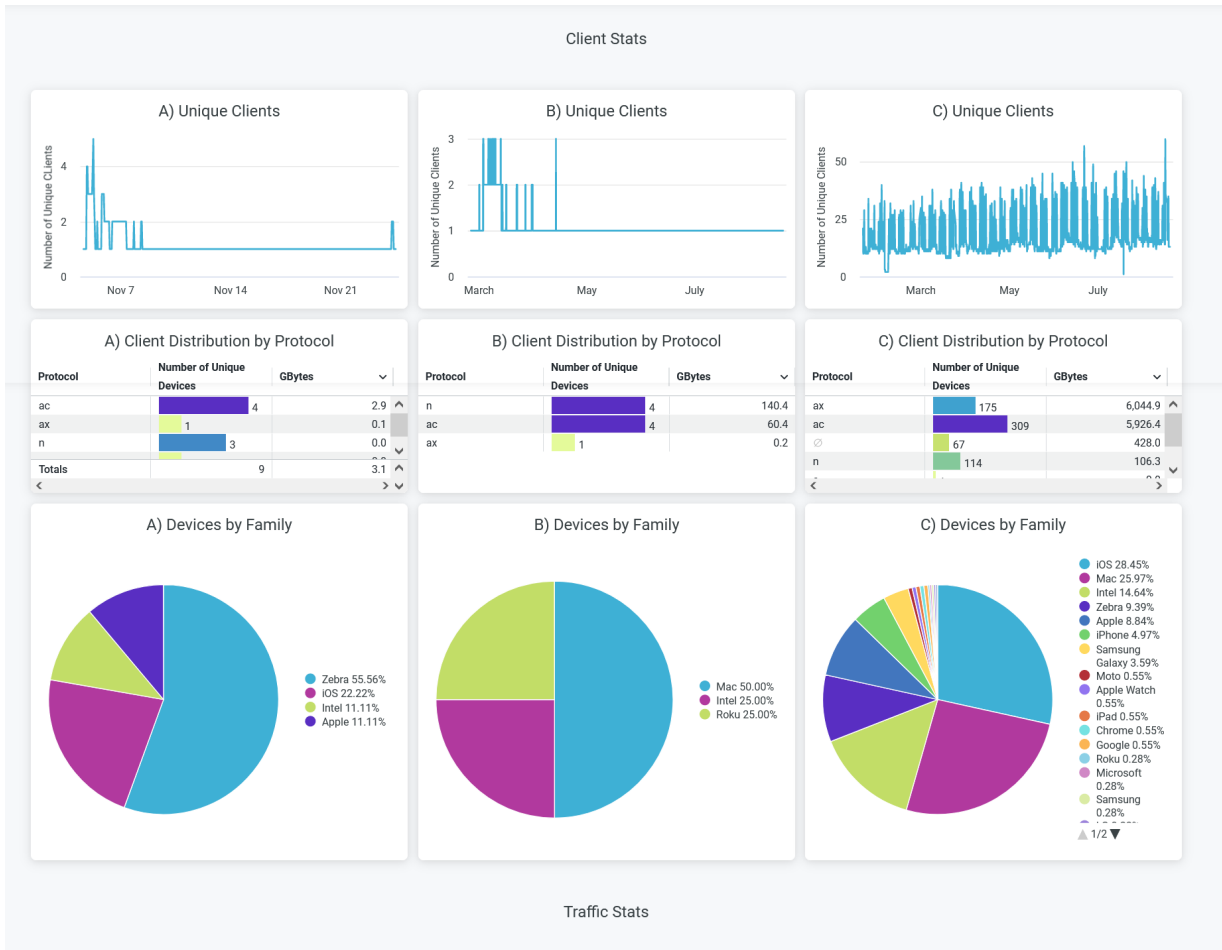 Client Stats
A) Unique Clients
Number of Unique CLients
4
2
0
Nov 7
Nov 14
Nov 21
B) Unique Clients
Number of Unique Clients
3
2
1
0
March
May
July
C) Unique Clients
Number of Unique Clients
50
25
0
March
May
July
A) Client Distribution by Protocol
Protocol
Number of Unique
Devices
GBytes
ac 4 2.9
ax 1 0.1
n 3 0.0
Totals 9 3.1
B) Client Distribution by Protocol
Protocol
Number of Unique
Devices
GBytes
n 4 140.4
ac 4 60.4
ax 1 0.2
C) Client Distribution by Protocol
Protocol
Number of Unique
Devices
GBytes
ax 175 6,044.9
ac 309 5,926.4
∅ 67 428.0
n 114 106.3
A) Devices by Family
Zebra 55.56%
iOS 22.22%
Intel 11.11%
Apple 11.11%
B) Devices by Family
Mac 50.00%
Intel 25.00%
Roku 25.00%
C) Devices by Family
iOS 28.45%
Mac 25.97%
Intel 14.64%
Zebra 9.39%
Apple 8.84%
iPhone 4.97%
Samsung
Galaxy 3.59%
Moto 0.55%
Apple Watch
0.55%
iPad 0.55%
Chrome 0.55%
Google 0.55%
Roku 0.28%
Microsoft
0.28%
Samsung
0.28%
1/2
Traffic Stats